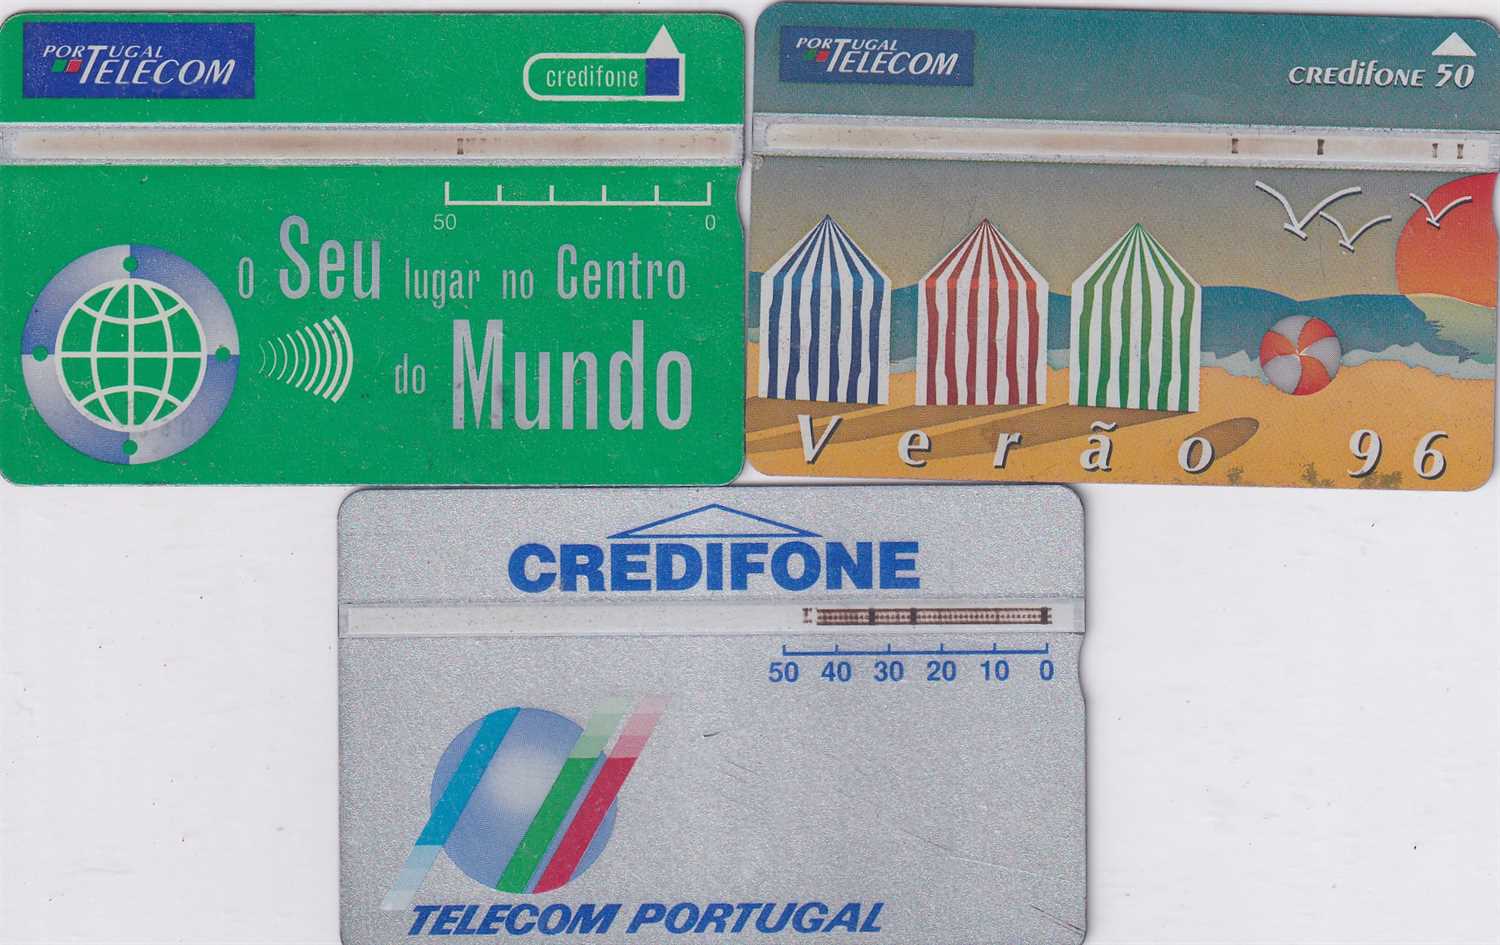 PORTUGAL
TELECOM
credifone
50 0
O Seu lugar no Centro
do Mundo
PORTUGAL
TELECOM
CREDIFONE 50
Verão 96
CREDIFONE
50 40 30 20 10 0
TELECOM PORTUGAL